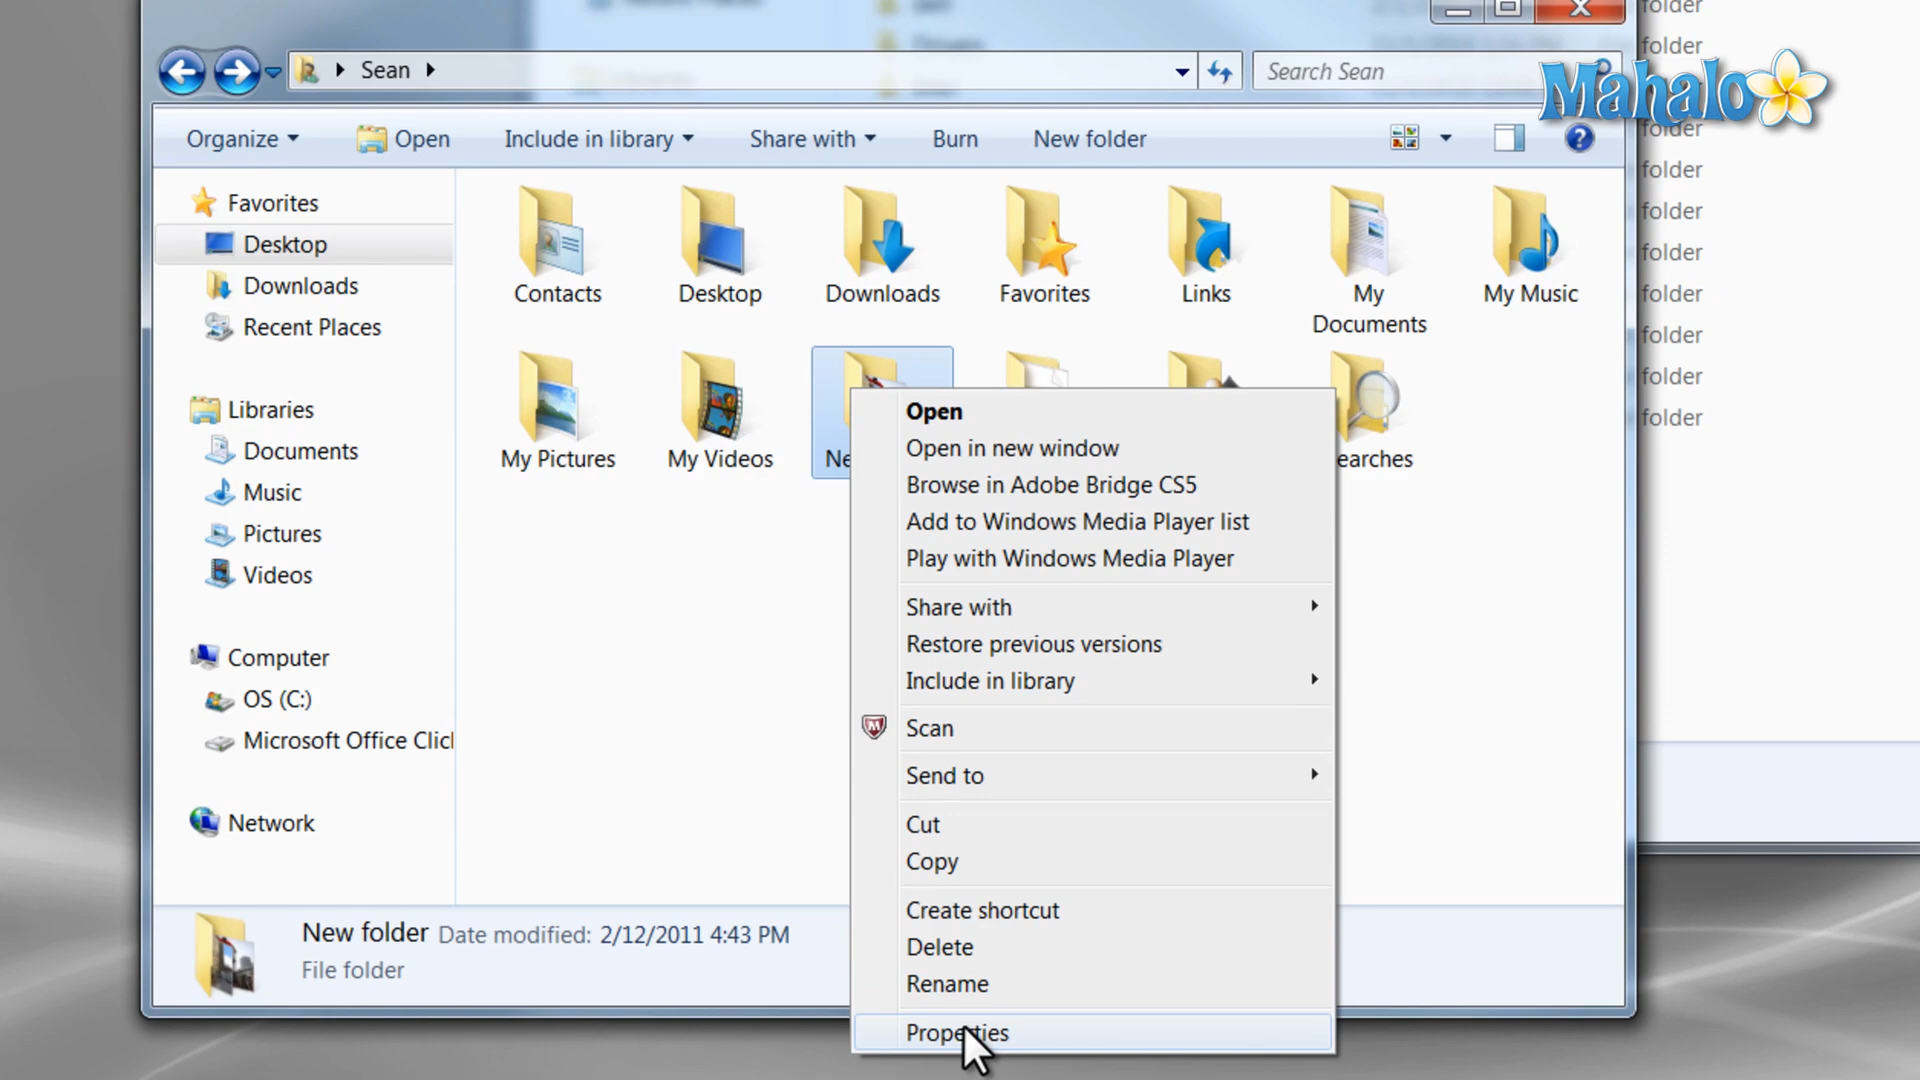 Sean
Search Sean
Mahalo
Organize
Open
Include in library
Share with
Burn
New folder
Favorites
Desktop
Downloads
Recent Places
Libraries
Documents
Music
Pictures
Videos
Computer
OS (C:)
Microsoft Office Clic
Network
Contacts
Desktop
Downloads
Favorites
Links
My
Documents
My Music
My Pictures
My Videos
Ne
earches
Open
Open in new window
Browse in Adobe Bridge CS5
Add to Windows Media Player list
Play with Windows Media Player
Share with
Restore previous versions
Include in library
Scan
Send to
Cut
Copy
Create shortcut
Delete
Rename
Properties
New folder Date modified: 2/12/2011 4:43 PM
File folder
folder
folder
folder
folder
folder
folder
folder
folder
folder
folder